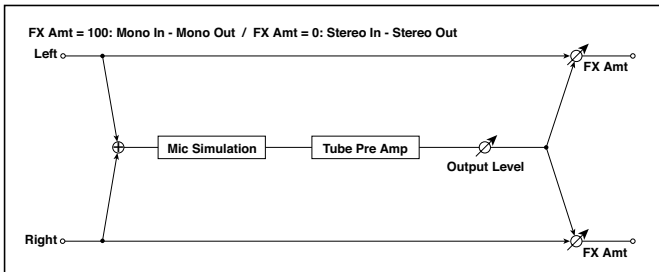 FX Amt = 100: Mono In - Mono Out / FX Amt = 0: Stereo In - Stereo Out
Left
FX Amt
Mic Simulation
Tube Pre Amp
Output Level
Right
FX Amt